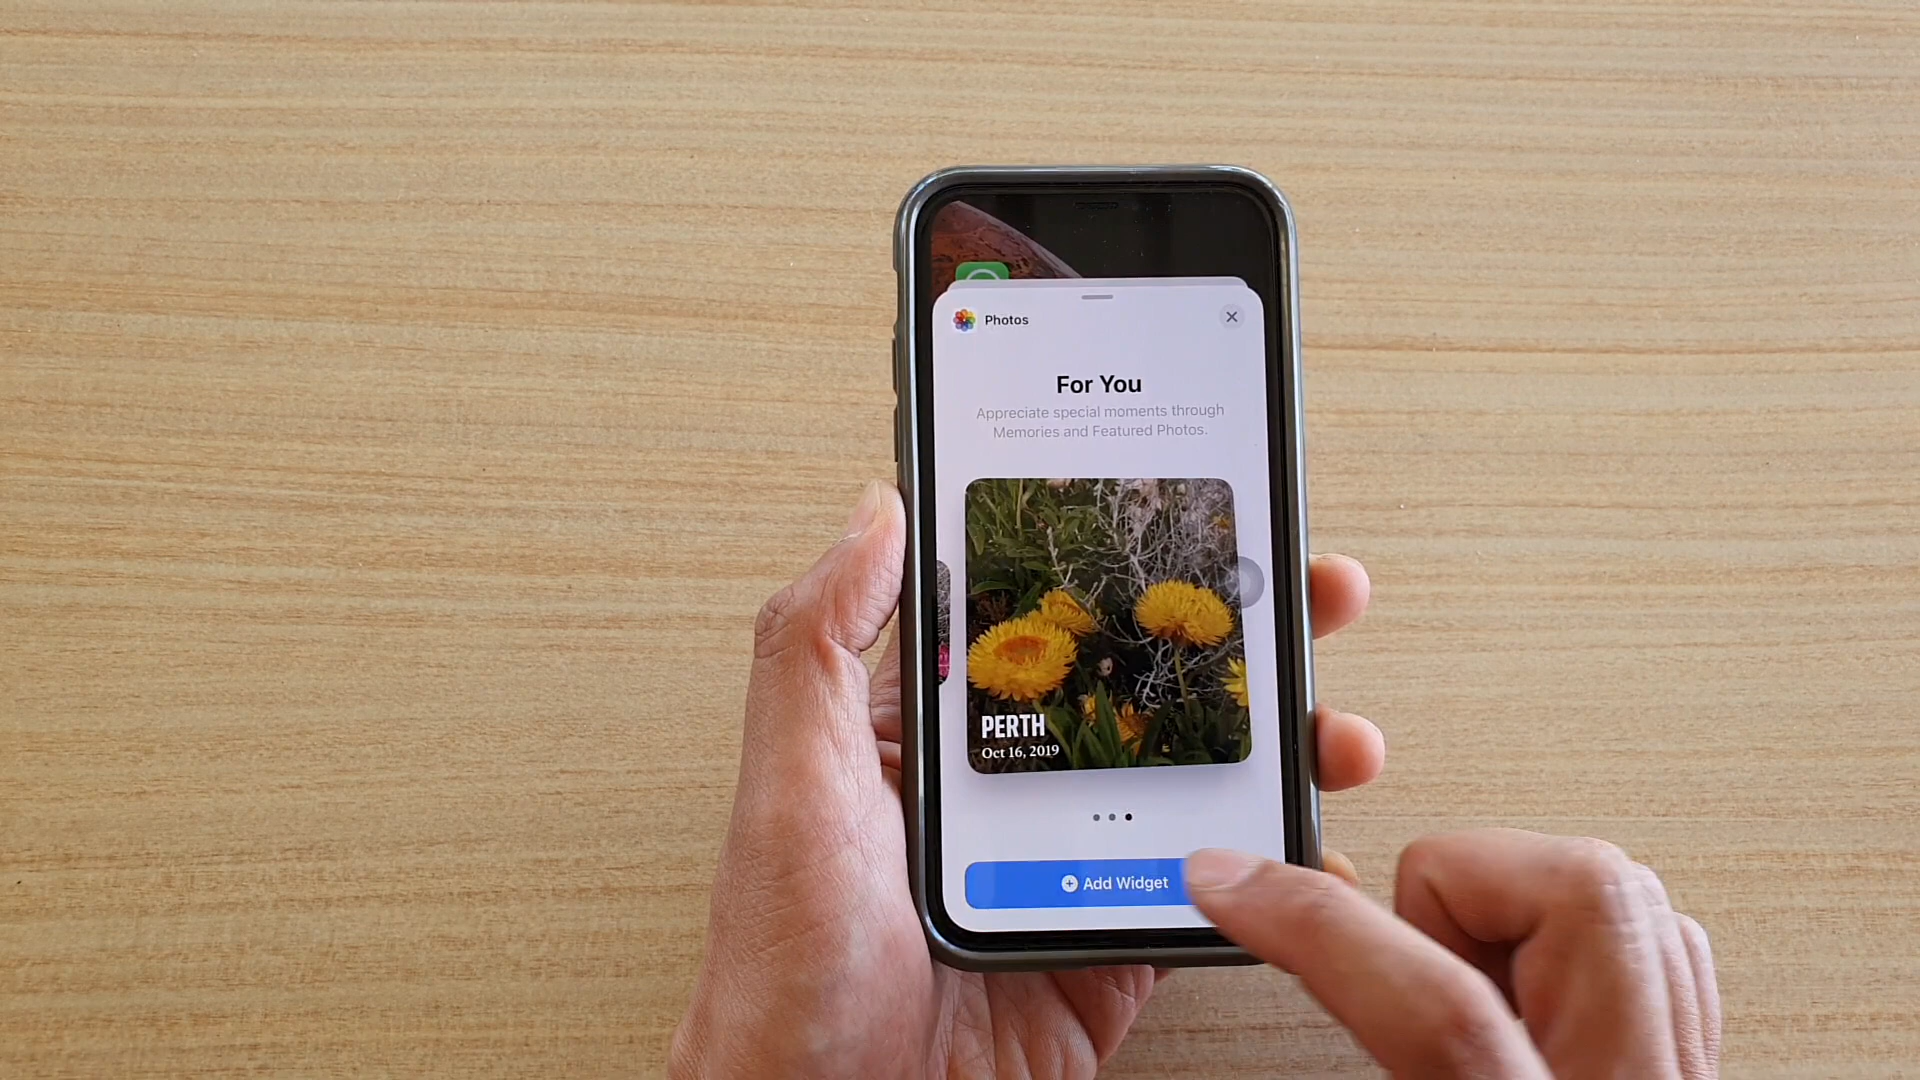 Photos
For You
Appreciate special moments through
Memories and Featured Photos.
PERTH
Oct 16, 2019
Add Widget